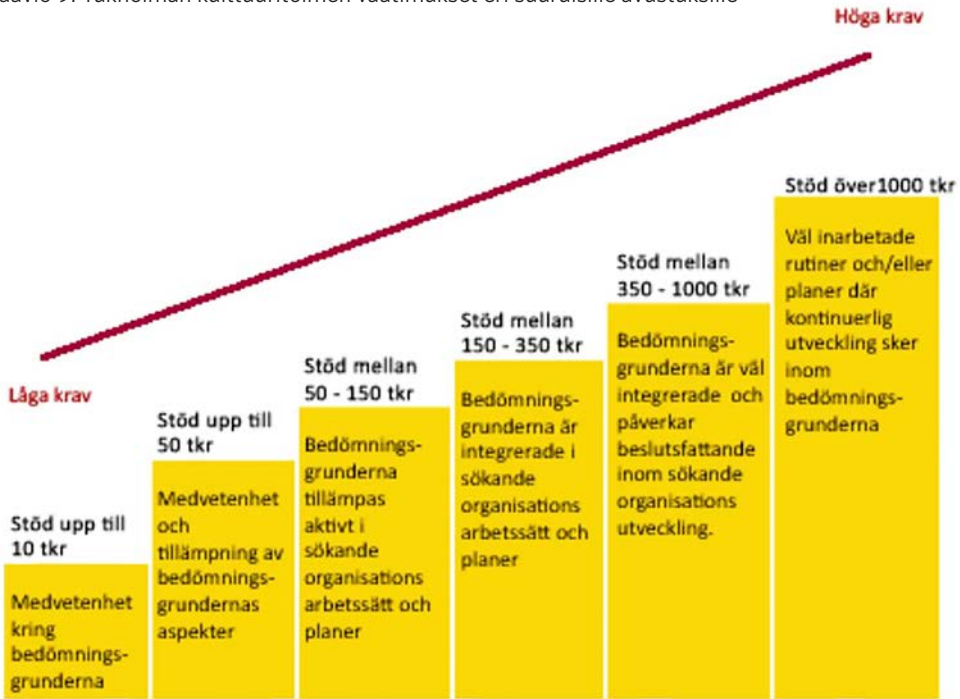 Höga krav
Låga krav
Stöd upp till
10 tkr
Medvetenhet
kring
bedömnings-
grunderna
Stöd upp till
50 tkr
Medvetenhet
och
tillämpning av
bedömnings-
grundernas
aspekter
Stöd mellan
50 - 150 tkr
Bedömnings-
grunderna
tillämpas
aktivt i
sökande
organisations
arbetssätt och
planer
Stöd mellan
150 - 350 tkr
Bedömnings-
grunderna är
integrerade i
sökande
organisations
arbetssätt och
planer
Stöd mellan
350 - 1000 tkr
Bedömnings-
grunderna är väl
integrerade och
påverkar
beslutsfattande
inom sökande
organisations
utveckling.
Stöd över1000 tkr
Väl inarbetade
rutiner och/eller
planer där
kontinuerlig
utveckling sker
inom
bedömnings-
grunderna